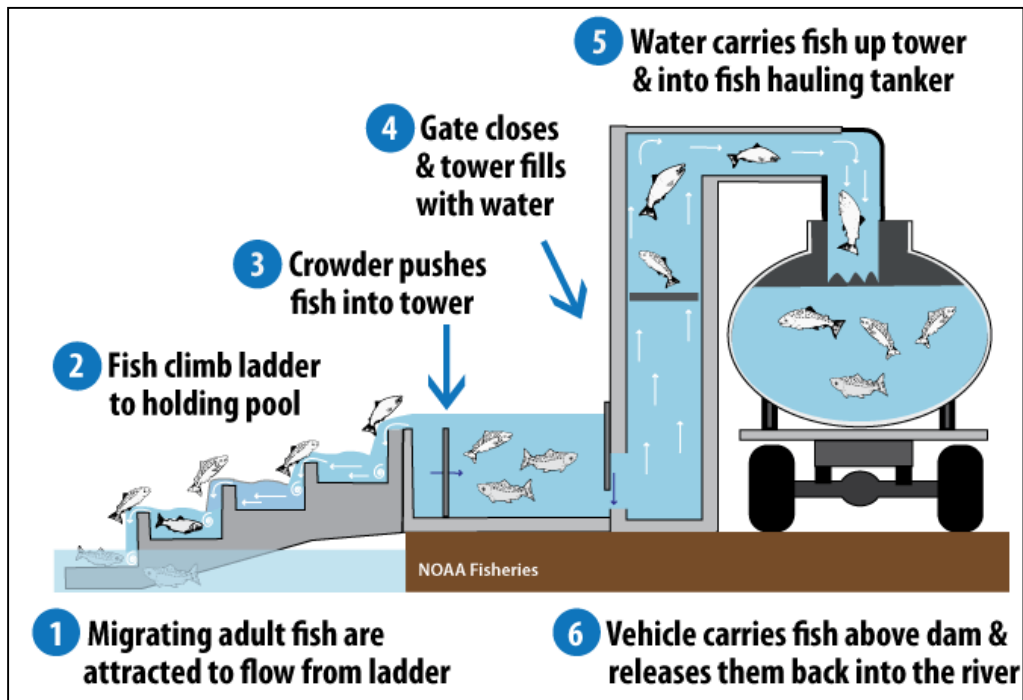 1 Migrating adult fish are
attracted to flow from ladder
2 Fish climb ladder
to holding pool
3 Crowder pushes
fish into tower
4 Gate closes
& tower fills
with water
5 Water carries fish up tower
& into fish hauling tanker
6 Vehicle carries fish above dam &
releases them back into the river
NOAA Fisheries